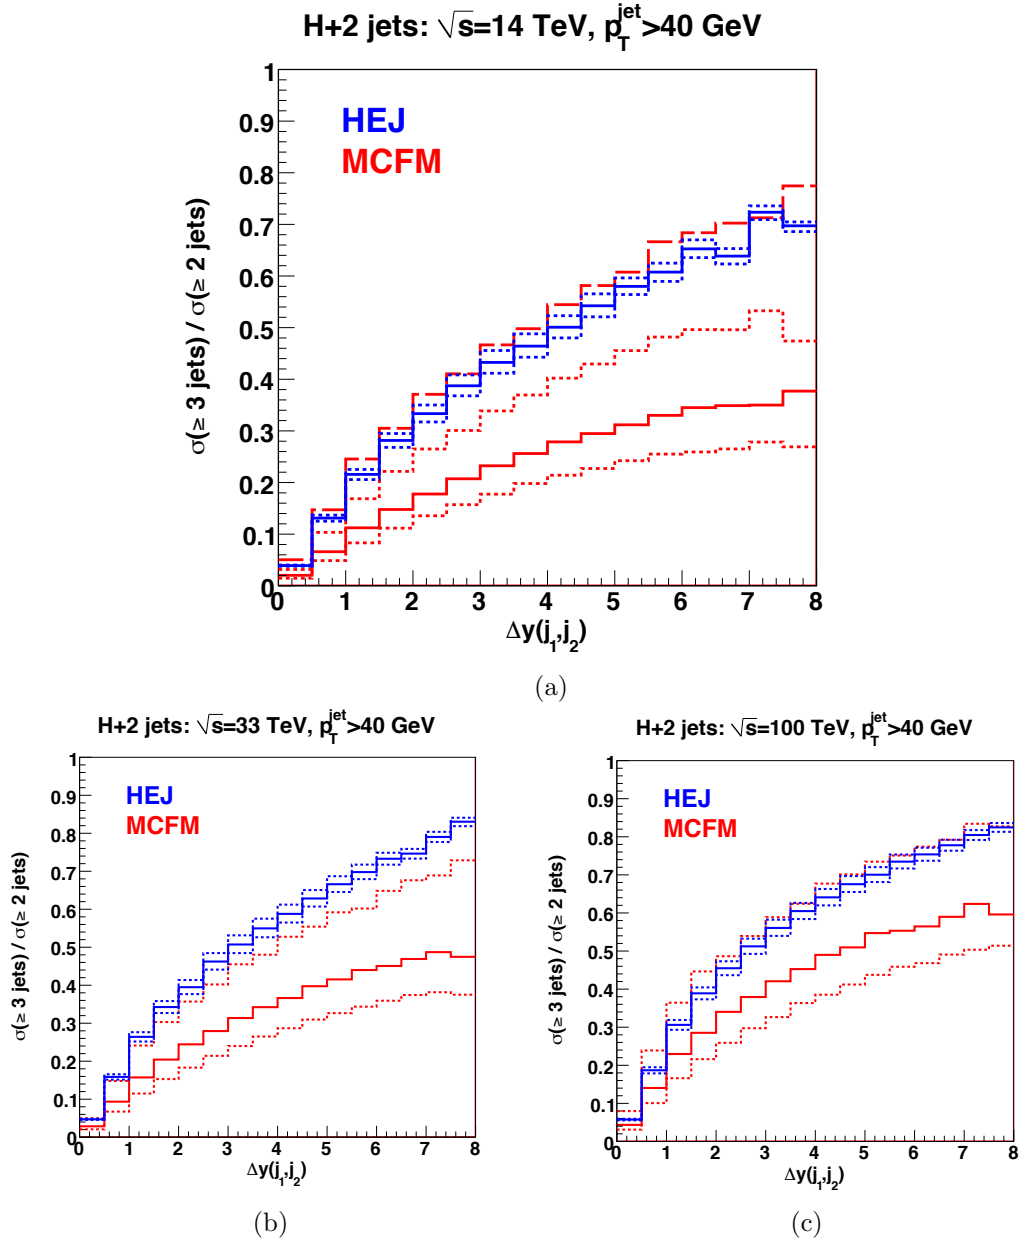 H+2 jets: √s=14 TeV, p_T^jet>40 GeV
1
0.9
0.8
0.7
0.6
0.5
0.4
0.3
0.2
0.1
0
HEJ
MCFM
σ(≥ 3 jets) / σ(≥ 2 jets)
0 1 2 3 4 5 6 7 8
Δy(j_1,j_2)
(a)
H+2 jets: √s=33 TeV, p_T^jet>40 GeV
1
0.9
0.8
0.7
0.6
0.5
0.4
0.3
0.2
0.1
0
HEJ
MCFM
σ(≥ 3 jets) / σ(≥ 2 jets)
0 1 2 3 4 5 6 7 8
Δy(j_1,j_2)
(b)
H+2 jets: √s=100 TeV, p_T^jet>40 GeV
1
0.9
0.8
0.7
0.6
0.5
0.4
0.3
0.2
0.1
0
HEJ
MCFM
σ(≥ 3 jets) / σ(≥ 2 jets)
0 1 2 3 4 5 6 7 8
Δy(j_1,j_2)
(c)